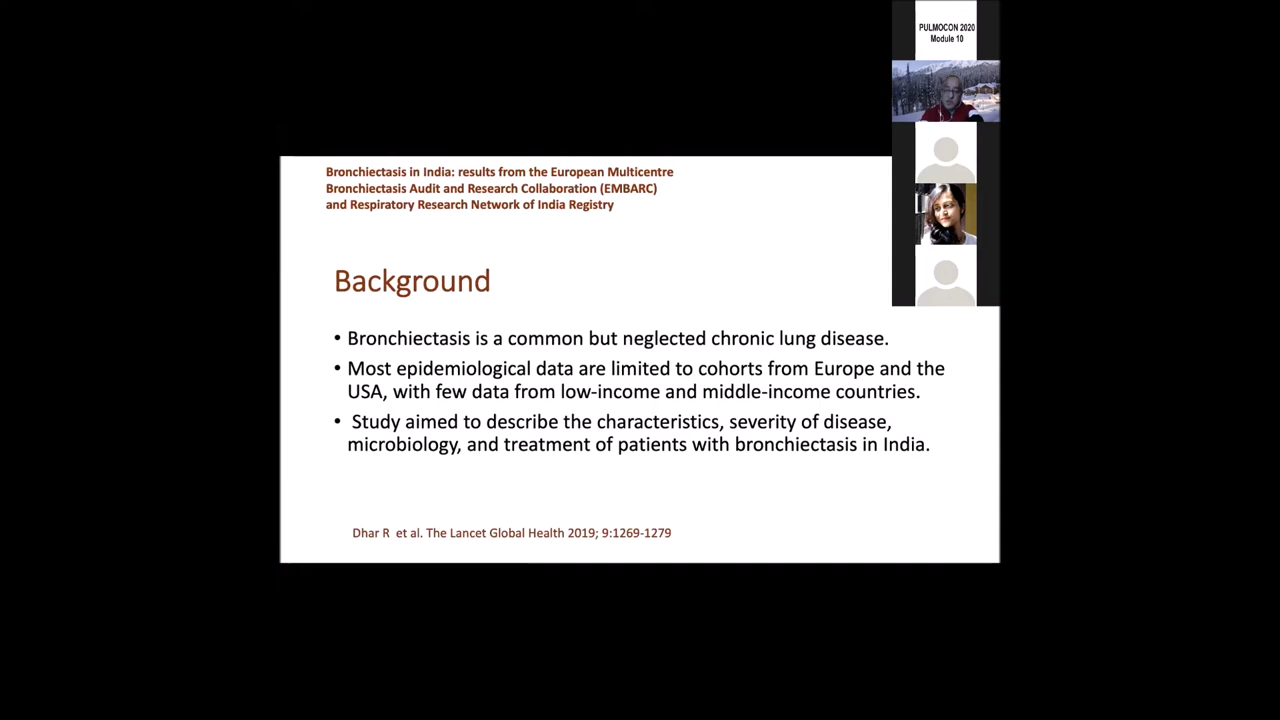 PULMOCON 2020
Module 10
Bronchiectasis in India: results from the European Multicentre
Bronchiectasis Audit and Research Collaboration (EMBARC)
and Respiratory Research Network of India Registry
Background
• Bronchiectasis is a common but neglected chronic lung disease.
• Most epidemiological data are limited to cohorts from Europe and the
USA, with few data from low-income and middle-income countries.
• Study aimed to describe the characteristics, severity of disease,
microbiology, and treatment of patients with bronchiectasis in India.
Dhar R et al. The Lancet Global Health 2019; 9:1269-1279